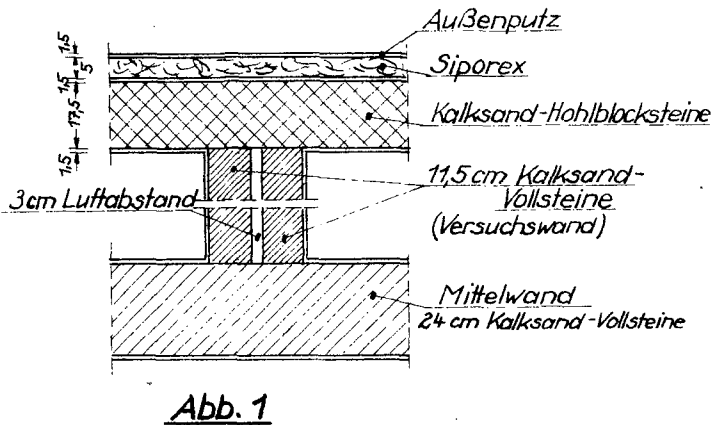 Außenputz
Siporex
Kalksand-Hohlblocksteine
11,5 cm Kalksand-
Vollsteine
(Versuchswand)
3cm Luftabstand
Mittelwand
24 cm Kalksand-Vollsteine
1,5
5
1,5
17,5
1,5
Abb. 1